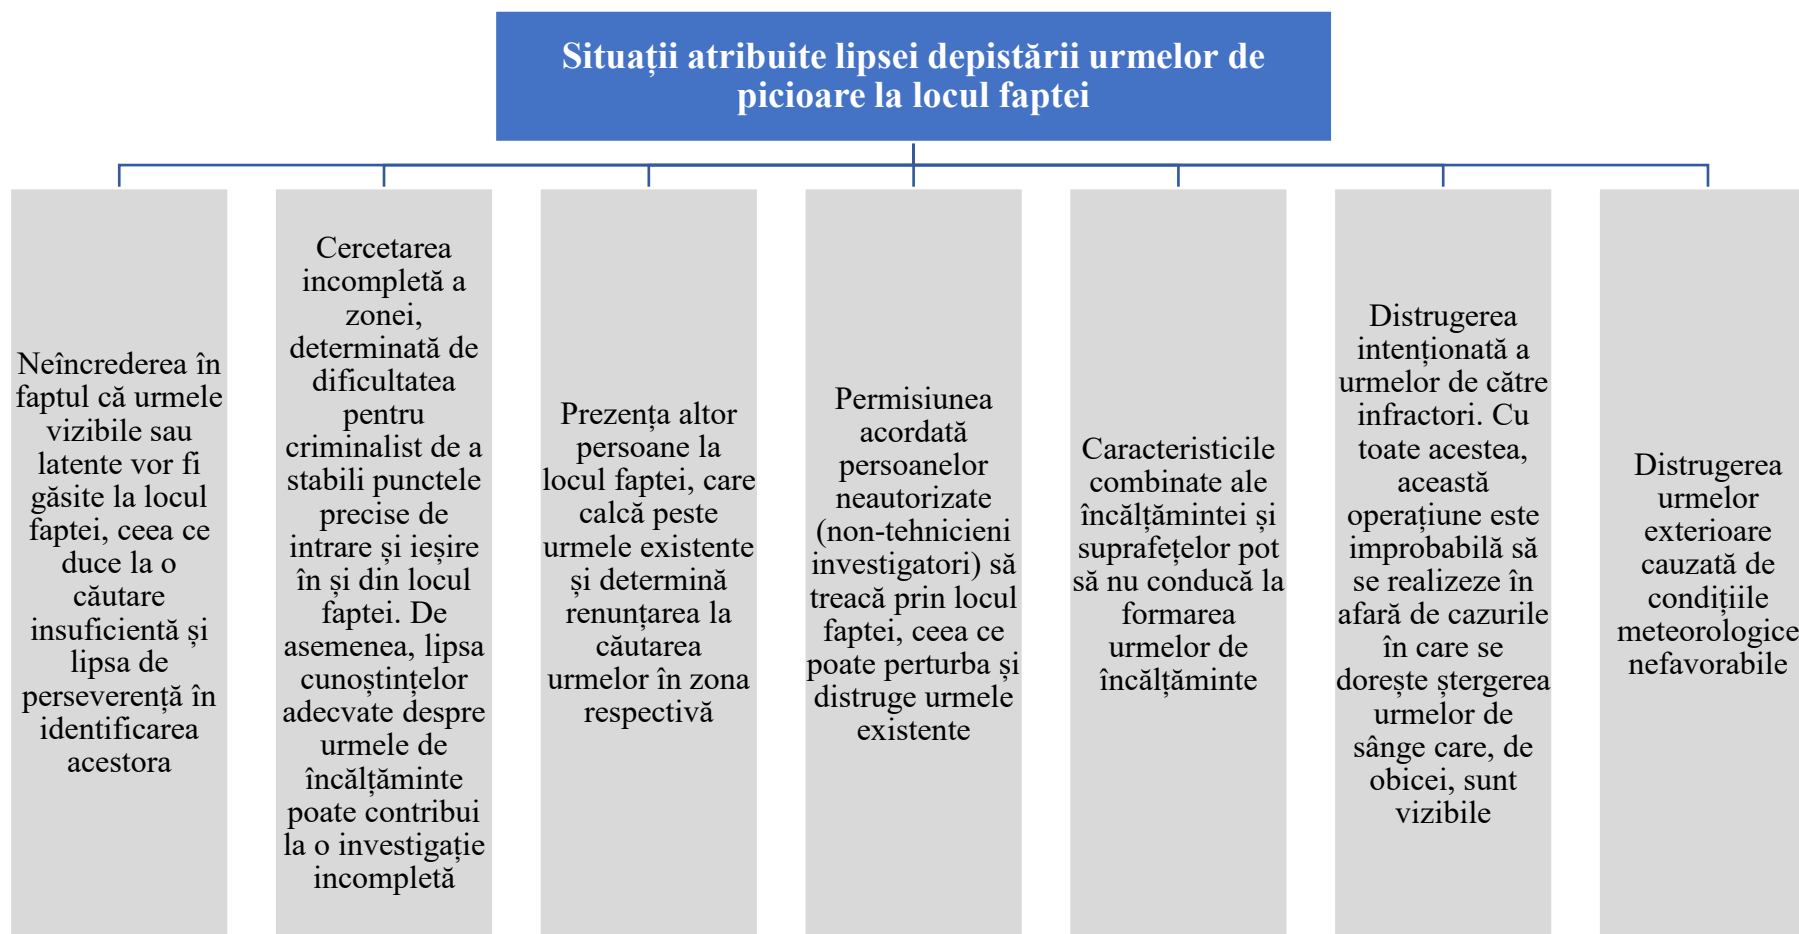 Situații atribuite lipsei depistării urmelor de
picioare la locul faptei
Neîncrederea în
faptul că urmele
vizibile sau
latente vor fi
găsite la locul
faptei, ceea ce
duce la o
căutare
insuficientă și
lipsa de
perseverență în
identificarea
acestora
Cercetarea
incompletă a
zonei,
determinată de
dificultatea
pentru
criminalist de a
stabili punctele
precise de
intrare și ieșire
în și din locul
faptei. De
asemenea, lipsa
cunoștințelor
adecvate despre
urmele de
încălțăminte
poate contribui
la o investigație
incompletă
Prezența altor
persoane la
locul faptei, care
calcă peste
urmele existente
și determină
renunțarea la
căutarea
urmelor în zona
respectivă
Permisiunea
acordată
persoanelor
neautorizate
(non-tehnicieni
investigatori) să
treacă prin locul
faptei, ceea ce
poate perturba și
distruge urmele
existente
Caracteristicile
combinate ale
încălțămintei și
suprafețelor pot
să nu conducă la
formarea
urmelor de
încălțăminte
Distrugerea
intenționată a
urmelor de către
infractori. Cu
toate acestea,
această
operațiune este
improbabilă să
se realizeze în
afară de cazurile
în care se
dorește ștergerea
urmelor de
sânge care, de
obicei, sunt
vizibile
Distrugerea
urmelor
exterioare
cauzată de
condițiile
meteorologice
nefavorabile